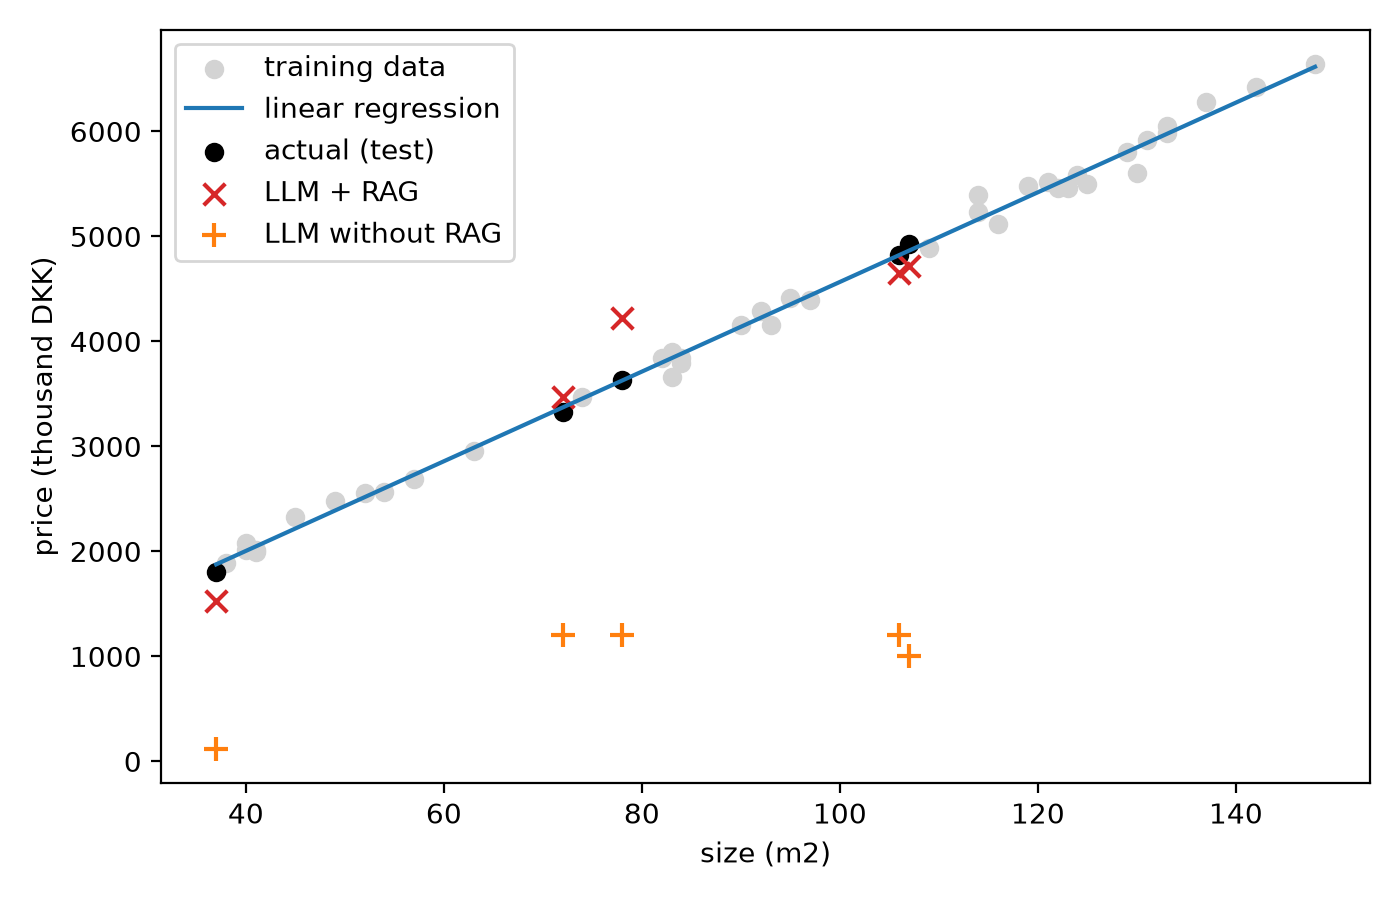 training data
linear regression
actual (test)
LLM + RAG
LLM without RAG
6000
5000
4000
3000
2000
1000
0
price (thousand DKK)
40 60 80 100 120 140
size (m2)